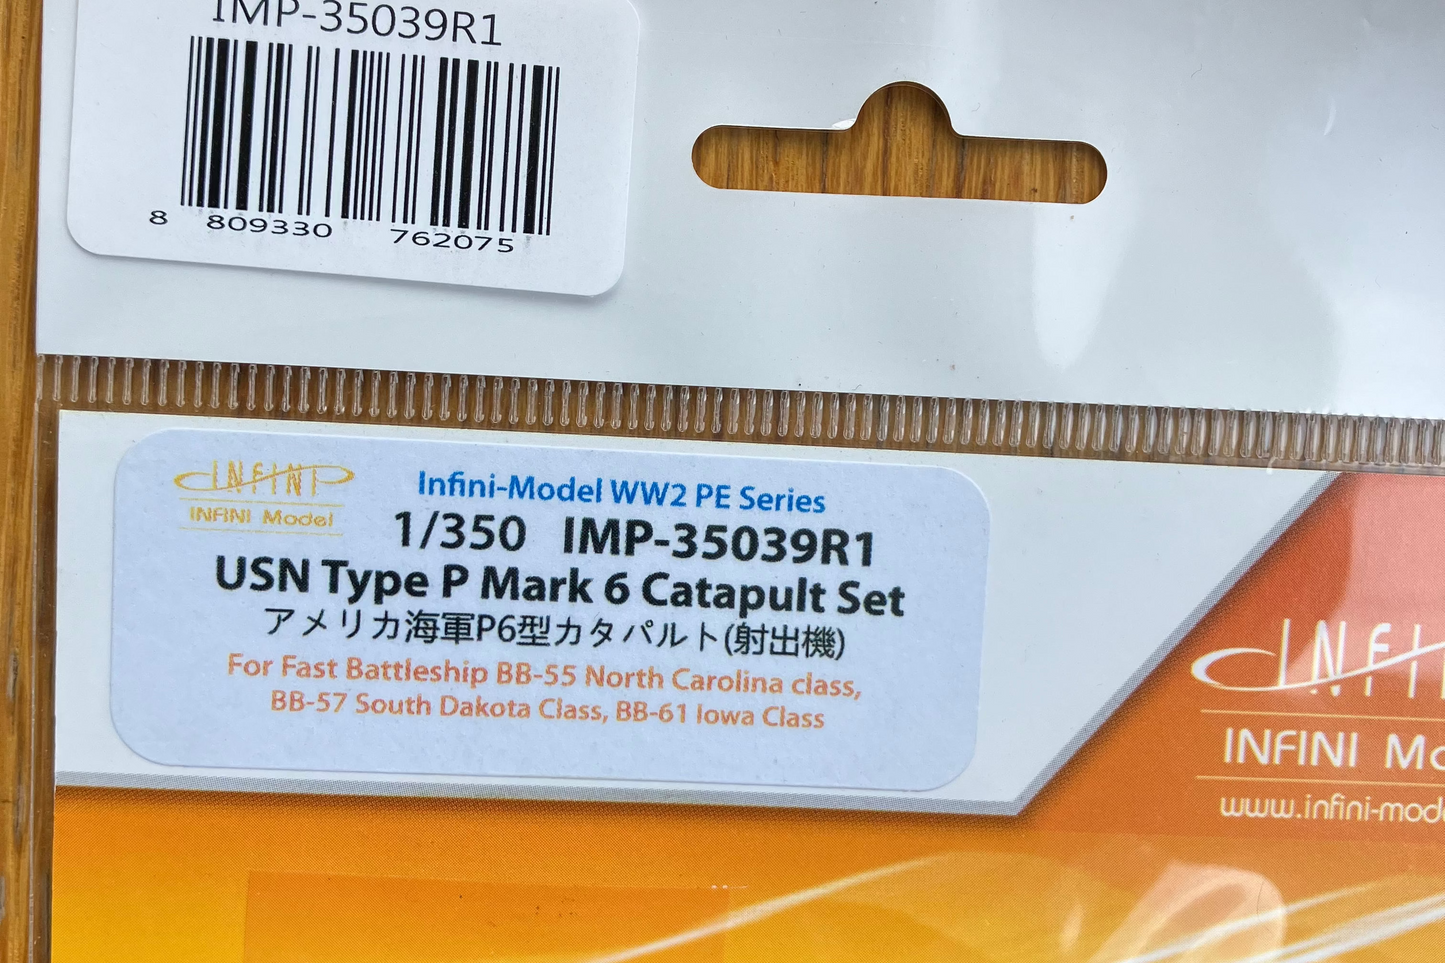 IMP-35039R1
8 809330 762075
INFINI
INFINI Model
Infini-Model WW2 PE Series
1/350 IMP-35039R1
USN Type P Mark 6 Catapult Set
アメリカ海軍P6型カタパルト(射出機)
For Fast Battleship BB-55 North Carolina class,
BB-57 South Dakota Class, BB-61 Iowa Class
INFINI
www.infini-mod